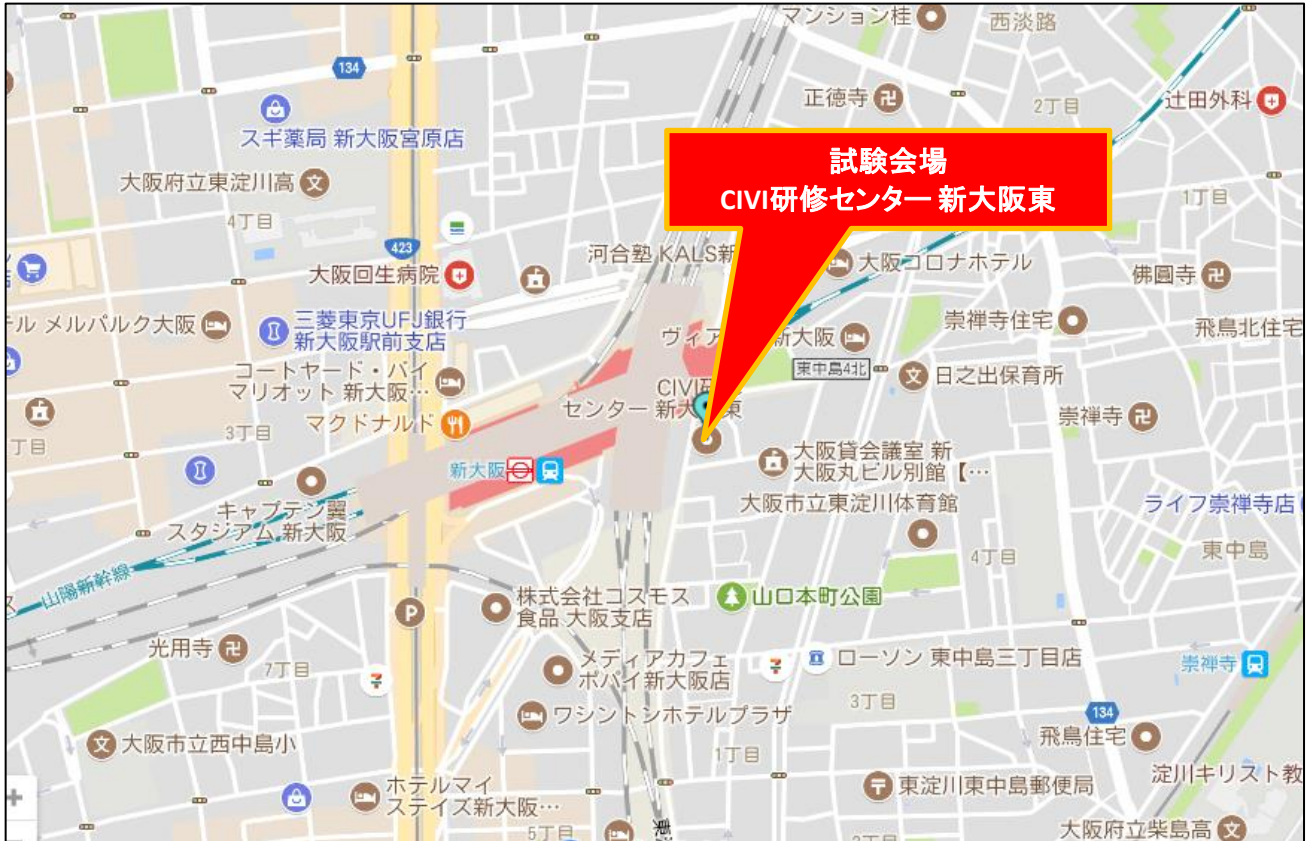 マンション桂
西淡路
134
正徳寺
2丁目
辻田外科
スギ薬局 新大阪宮原店
試験会場
CIVI研修センター 新大阪東
大阪府立東淀川高
4丁目
1丁目
423
河合塾 KALS新
大阪コロナホテル
大阪回生病院
佛圓寺
ル メルパルク大阪
三菱東京UFJ銀行
新大阪駅前支店
崇禅寺住宅
飛鳥北住宅
ヴィア
新大阪
東中島4北
日之出保育所
コートヤード・バイ
マリオット 新大阪…
CIVI研
センター 新大
東
マクドナルド
3丁目
丁目
崇禅寺
新大阪
大阪貸会議室 新
大阪丸ビル別館【…
キャプテン翼
スタジアム 新大阪
大阪市立東淀川体育館
ライフ崇禅寺店
東中島
4丁目
山陽新幹線
ス
P
株式会社コスモス
食品 大阪支店
山口本町公園
光用寺
7丁目
メディアカフェ
ポパイ新大阪店
ローソン 東中島三丁目店
崇禅寺
ワシントンホテルプラザ
3丁目
134
大阪市立西中島小
1丁目
飛鳥住宅
淀川キリスト教
ホテルマイ
ステイズ新大阪…
東淀川東中島郵便局
5丁目
大阪府立柴島高